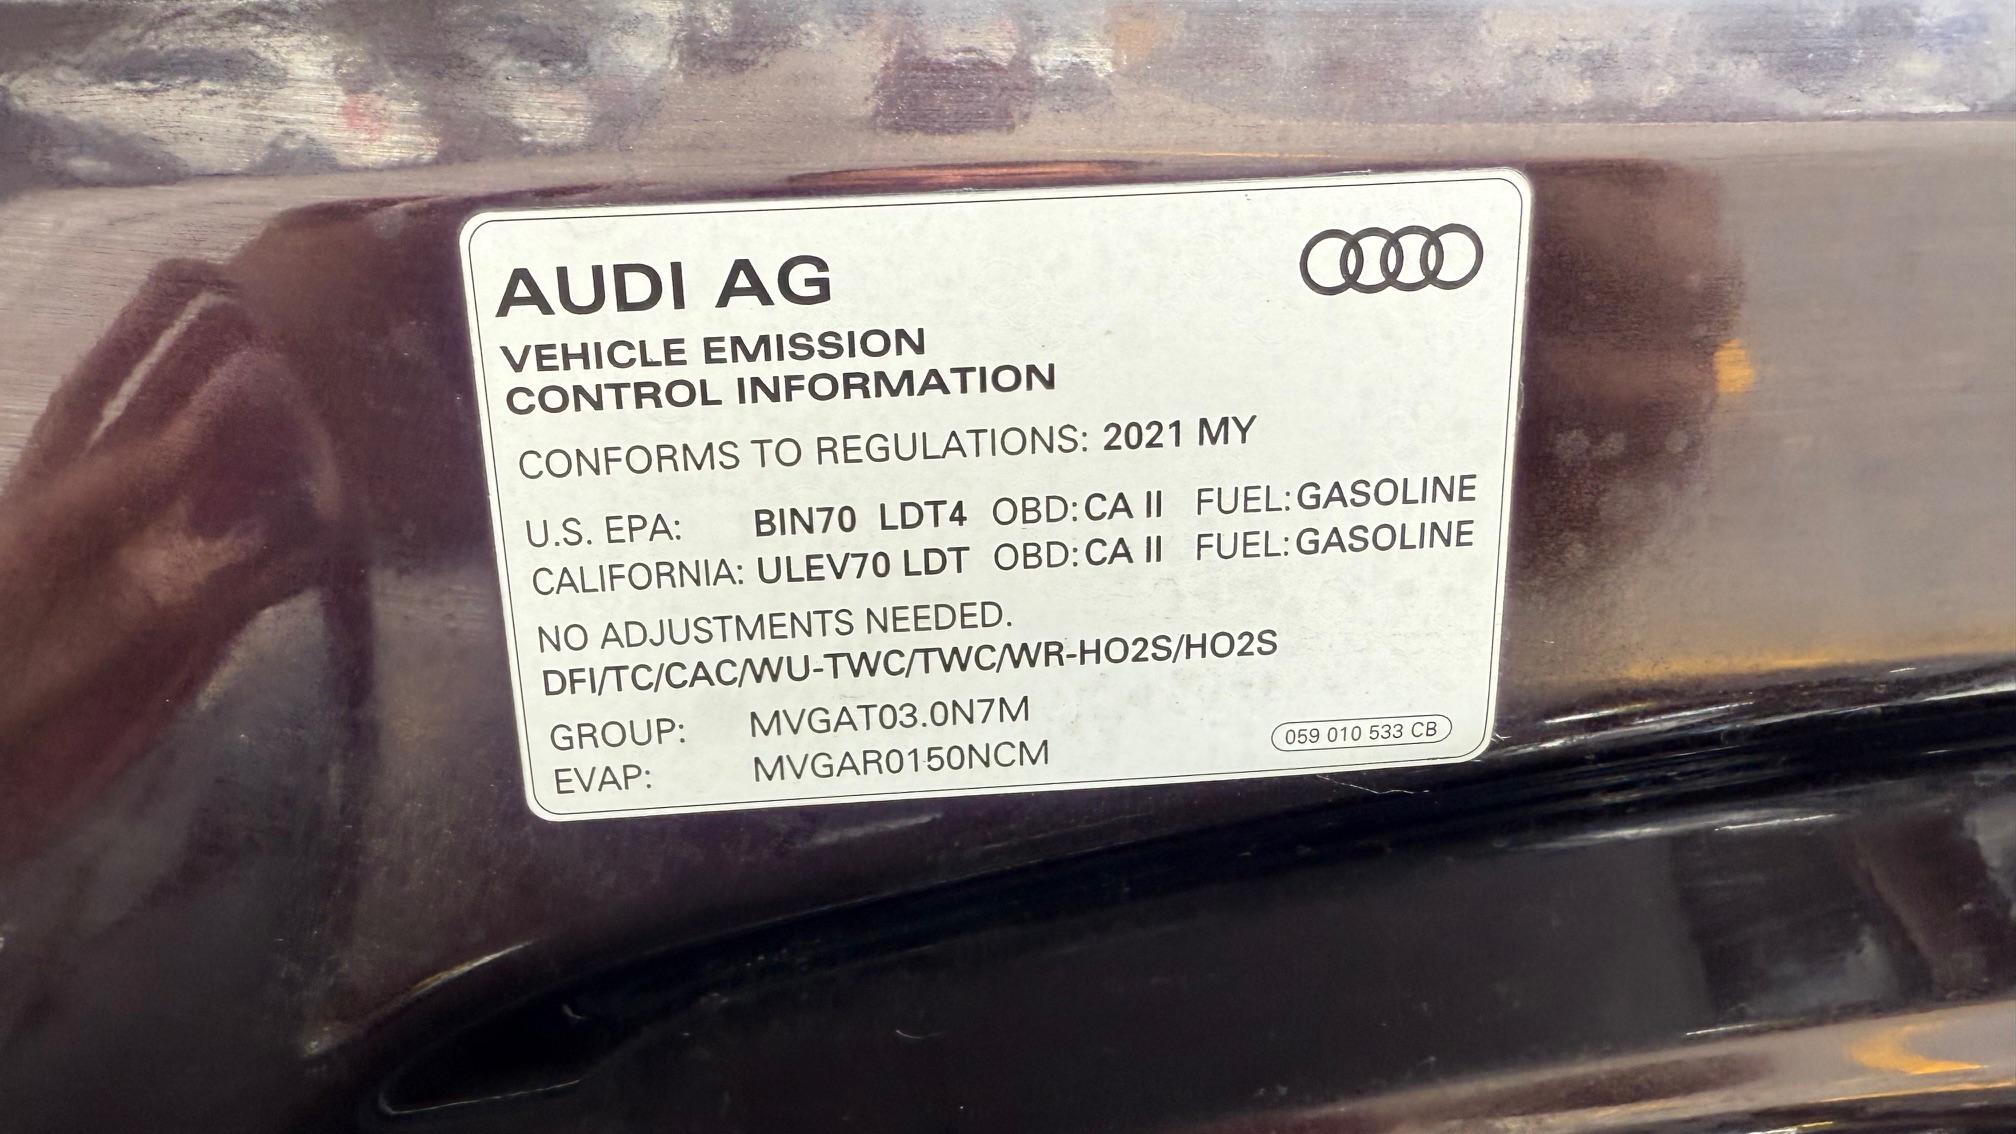 AUDI AG
VEHICLE EMISSION
CONTROL INFORMATION
CONFORMS TO REGULATIONS: 2021 MY
U.S. EPA: BIN70 LDT4 OBD: CA II FUEL: GASOLINE
CALIFORNIA: ULEV70 LDT OBD: CA II FUEL: GASOLINE
NO ADJUSTMENTS NEEDED.
DFI/TC/CAC/WU-TWC/TWC/WR-HO2S/HO2S
GROUP: MVGAT03.0N7M
EVAP: MVGAR0150NCM
059 010 533 CB